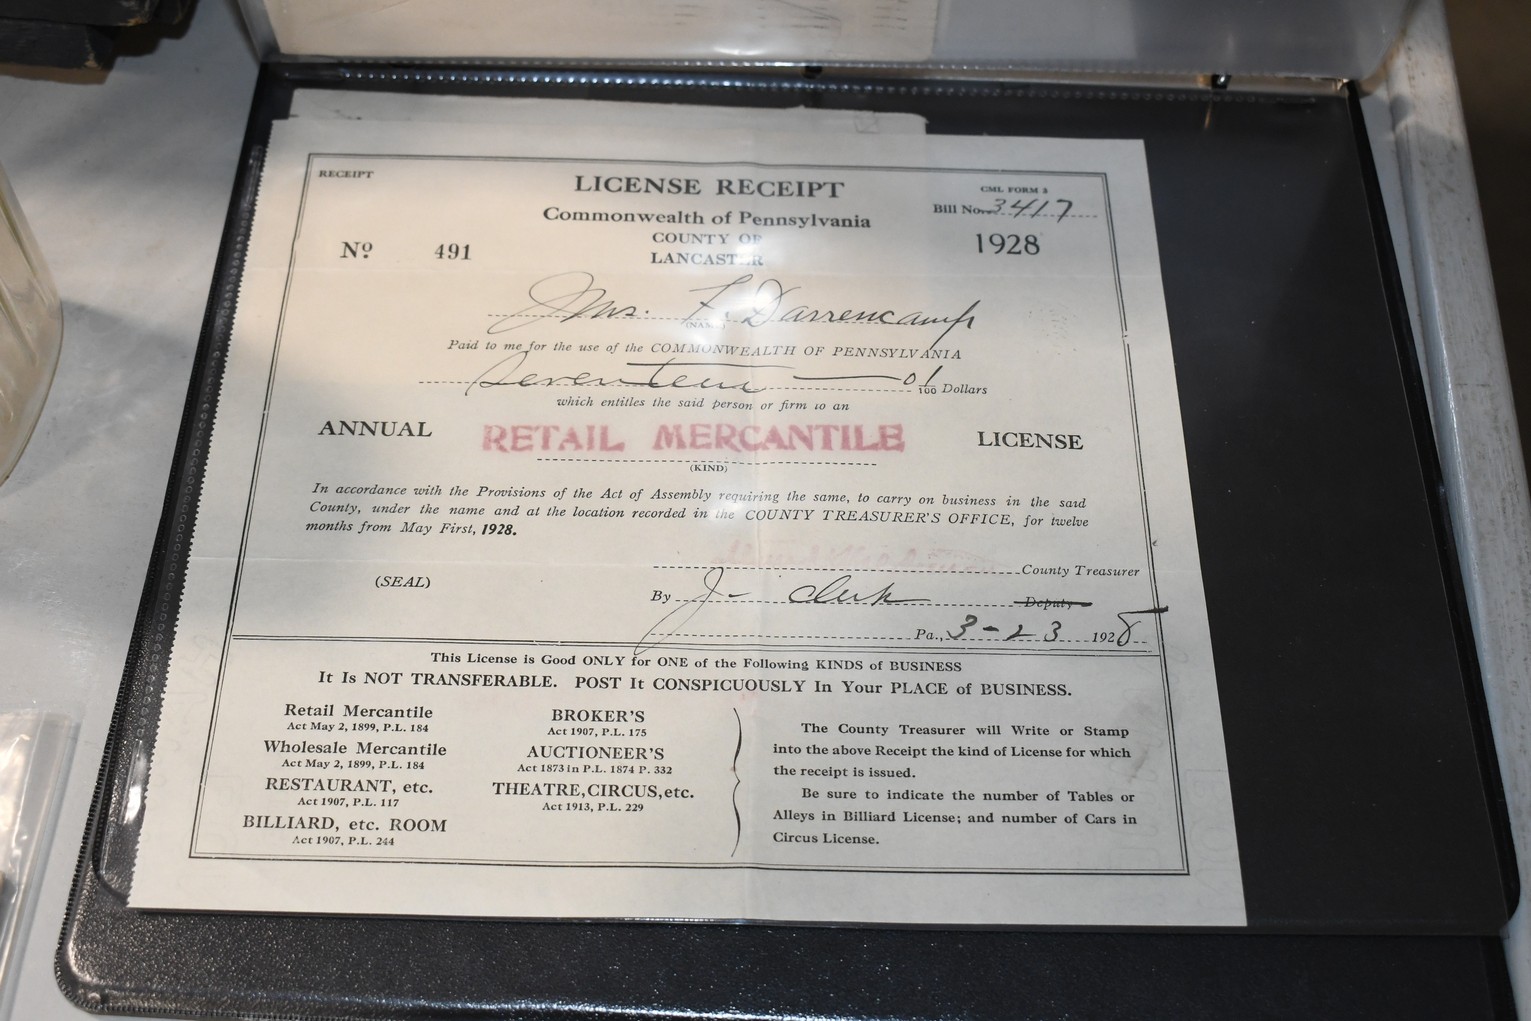 RECEIPT
LICENSE RECEIPT
CML FORM 3
Commonwealth of Pennsylvania
Bill No. 3417
Nº 491
COUNTY OF
1928
LANCASTER
F. Darrencamp
(NAME)
Paid to me for the use of the COMMONWEALTH OF PENNSYLVANIA
Seventeen 01/100 Dollars
which entitles the said person or firm to an
ANNUAL RETAIL MERCANTILE LICENSE
(KIND)
In accordance with the Provisions of the Act of Assembly requiring the same, to carry on business in the said
County, under the name and at the location recorded in the COUNTY TREASURER'S OFFICE, for twelve
months from May First, 1928.
County Treasurer
(SEAL)
By J- Clerk Deputy
Pa., 3-23 1928
This License is Good ONLY for ONE of the Following KINDS of BUSINESS
It Is NOT TRANSFERABLE. POST It CONSPICUOUSLY In Your PLACE of BUSINESS.
Retail Mercantile
Act May 2, 1899, P.L. 184
Wholesale Mercantile
Act May 2, 1899, P.L. 184
RESTAURANT, etc.
Act 1907, P.L. 117
BILLIARD, etc. ROOM
Act 1907, P.L. 244
BROKER'S
Act 1907, P.L. 175
AUCTIONEER'S
Act 1873 in P.L. 1874 P. 332
THEATRE, CIRCUS, etc.
Act 1913, P.L. 229
The County Treasurer will Write or Stamp
into the above Receipt the kind of License for which
the receipt is issued.
Be sure to indicate the number of Tables or
Alleys in Billiard License; and number of Cars in
Circus License.